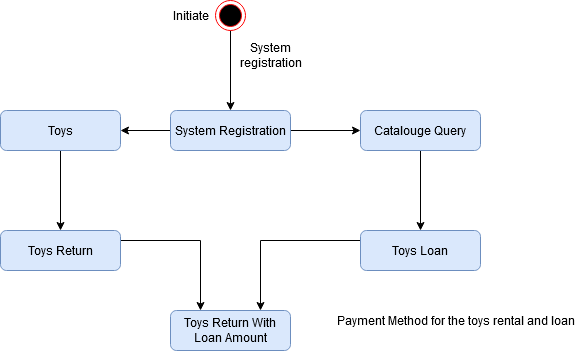 Initiate
System
registration
Toys
System Registration
Catalouge Query
Toys Return
Toys Loan
Toys Return With
Loan Amount
Payment Method for the toys rental and loan